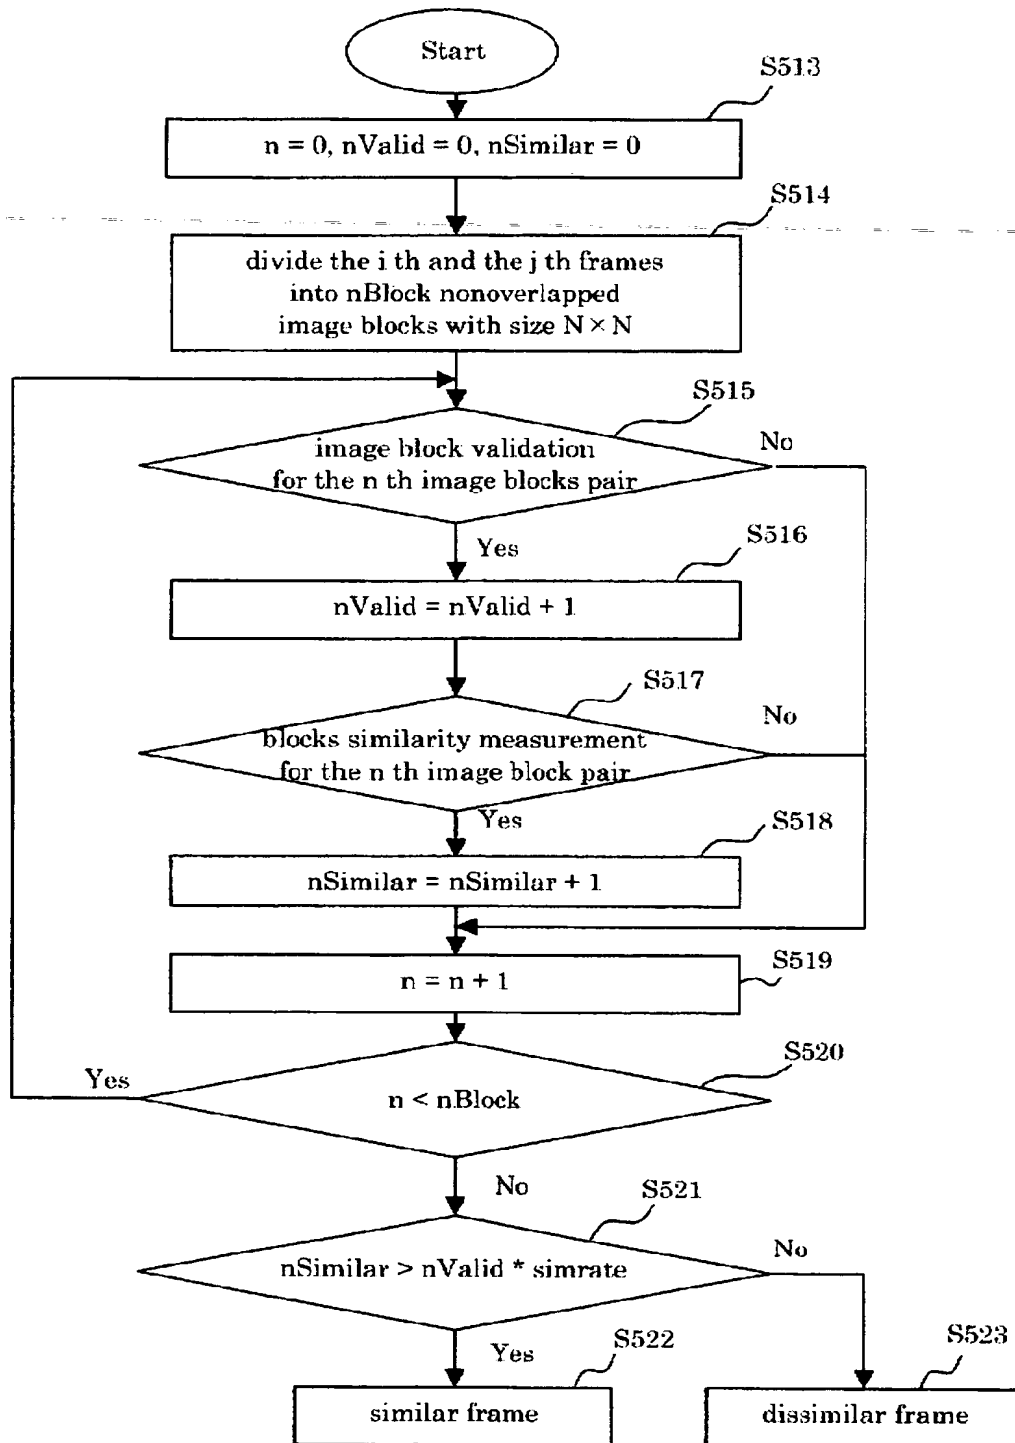 Start
S513
n = 0, nValid = 0, nSimilar = 0
S514
divide the i th and the j th frames
into nBlock nonoverlapped
image blocks with size N × N
S515
image block validation
for the n th image blocks pair
No
Yes
S516
nValid = nValid + 1
S517
blocks similarity measurement
for the n th image block pair
No
Yes
S518
nSimilar = nSimilar + 1
S519
n = n + 1
S520
Yes
n < nBlock
No
S521
nSimilar > nValid * simrate
No
Yes
S522
similar frame
S523
dissimilar frame